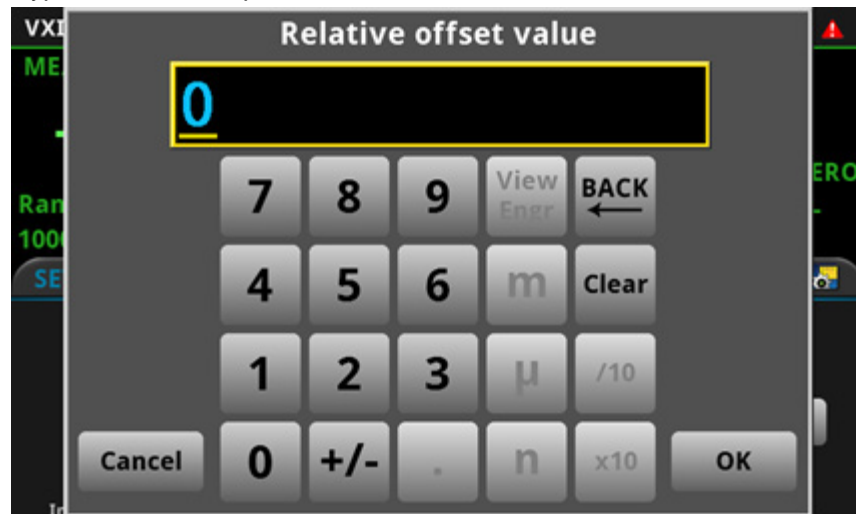 VXI
Relative offset value
ME
0
7 8 9 View Engr BACK
ERO
Ran
1000
4 5 6 m Clear
SE
1 2 3 µ /10
Cancel 0 +/- . n x10 OK